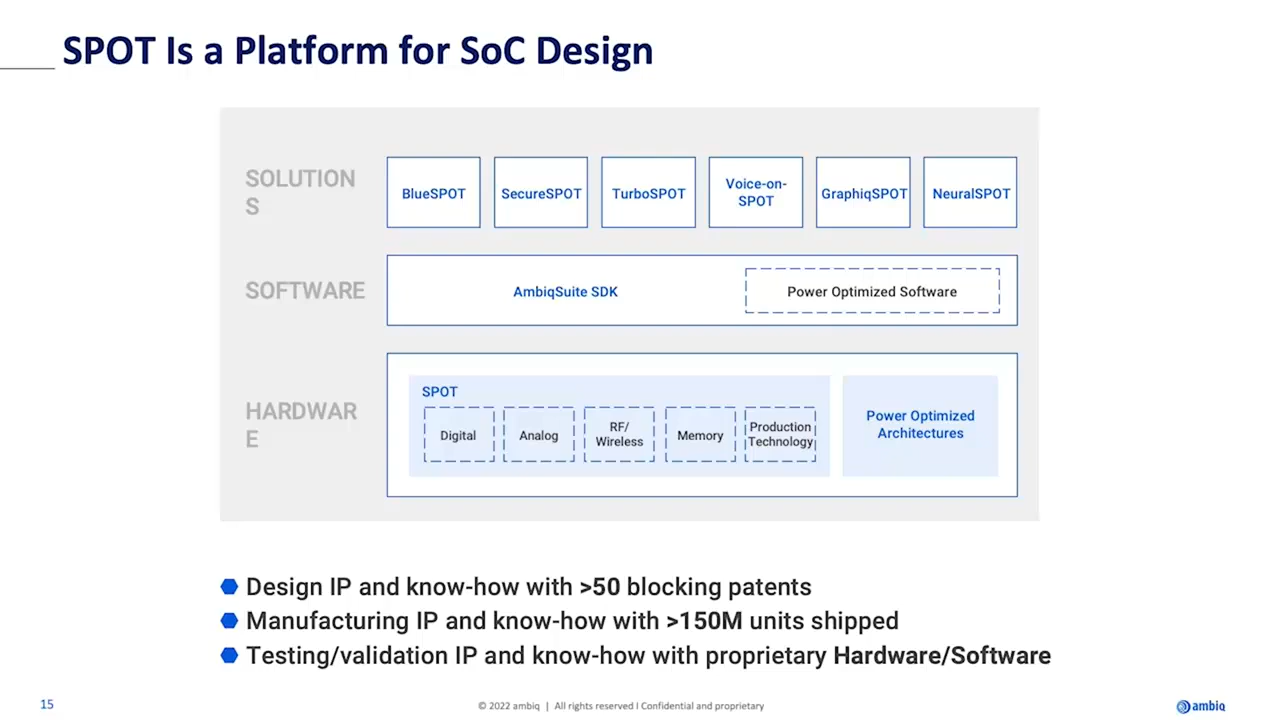 SPOT Is a Platform for SoC Design
SOLUTION
S
BlueSPOT
SecureSPOT
TurboSPOT
Voice-on-
SPOT
GraphiqSPOT
NeuralSPOT
SOFTWARE
AmbiqSuite SDK
Power Optimized Software
HARDWAR
E
SPOT
Digital
Analog
RF/
Wireless
Memory
Production
Technology
Power Optimized
Architectures
Design IP and know-how with >50 blocking patents
Manufacturing IP and know-how with >150M units shipped
Testing/validation IP and know-how with proprietary Hardware/Software
15
© 2022 ambiq | All rights reserved I Confidential and proprietary
ambiq